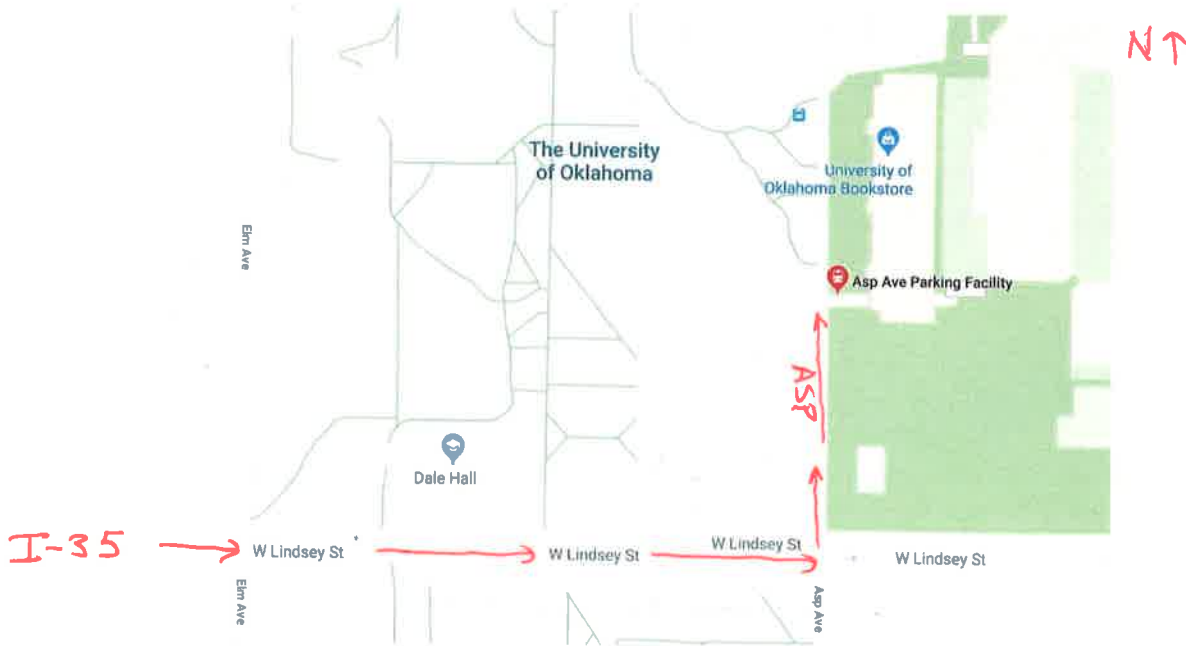 N↑
The University
of Oklahoma
University of
Oklahoma Bookstore
Elm Ave
Asp Ave Parking Facility
ASP
Dale Hall
I-35
W Lindsey St
W Lindsey St
W Lindsey St
W Lindsey St
Elm Ave
Asp Ave